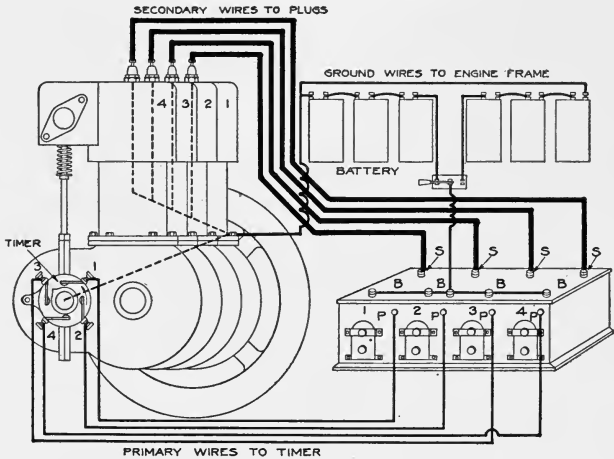 SECONDARY WIRES TO PLUGS
4 3 2 1
GROUND WIRES TO ENGINE FRAME
BATTERY
TIMER
3 1
4 2
S S S S
B B B B
1 P 2 P 3 P 4 P
PRIMARY WIRES TO TIMER